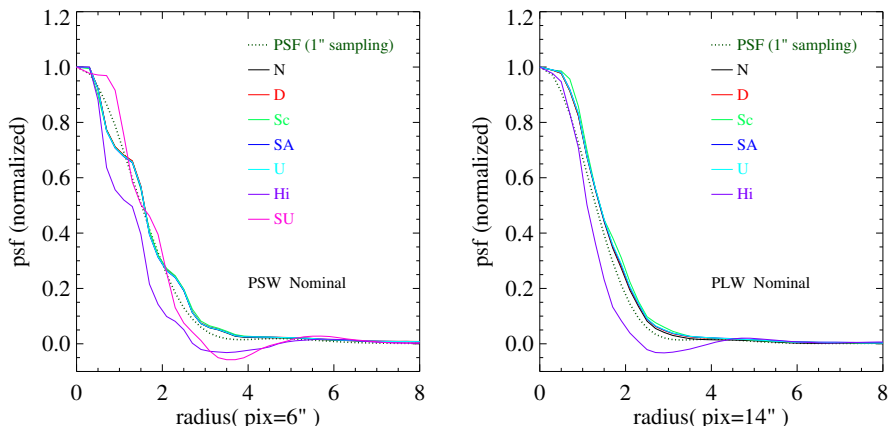 1.2
1.0
0.8
0.6
0.4
0.2
0.0
psf (normalized)
PSF (1" sampling)
N
D
Sc
SA
U
Hi
SU
PSW Nominal
0 2 4 6 8
radius( pix=6" )
1.2
1.0
0.8
0.6
0.4
0.2
0.0
psf (normalized)
PSF (1" sampling)
N
D
Sc
SA
U
Hi
PLW Nominal
0 2 4 6 8
radius( pix=14" )